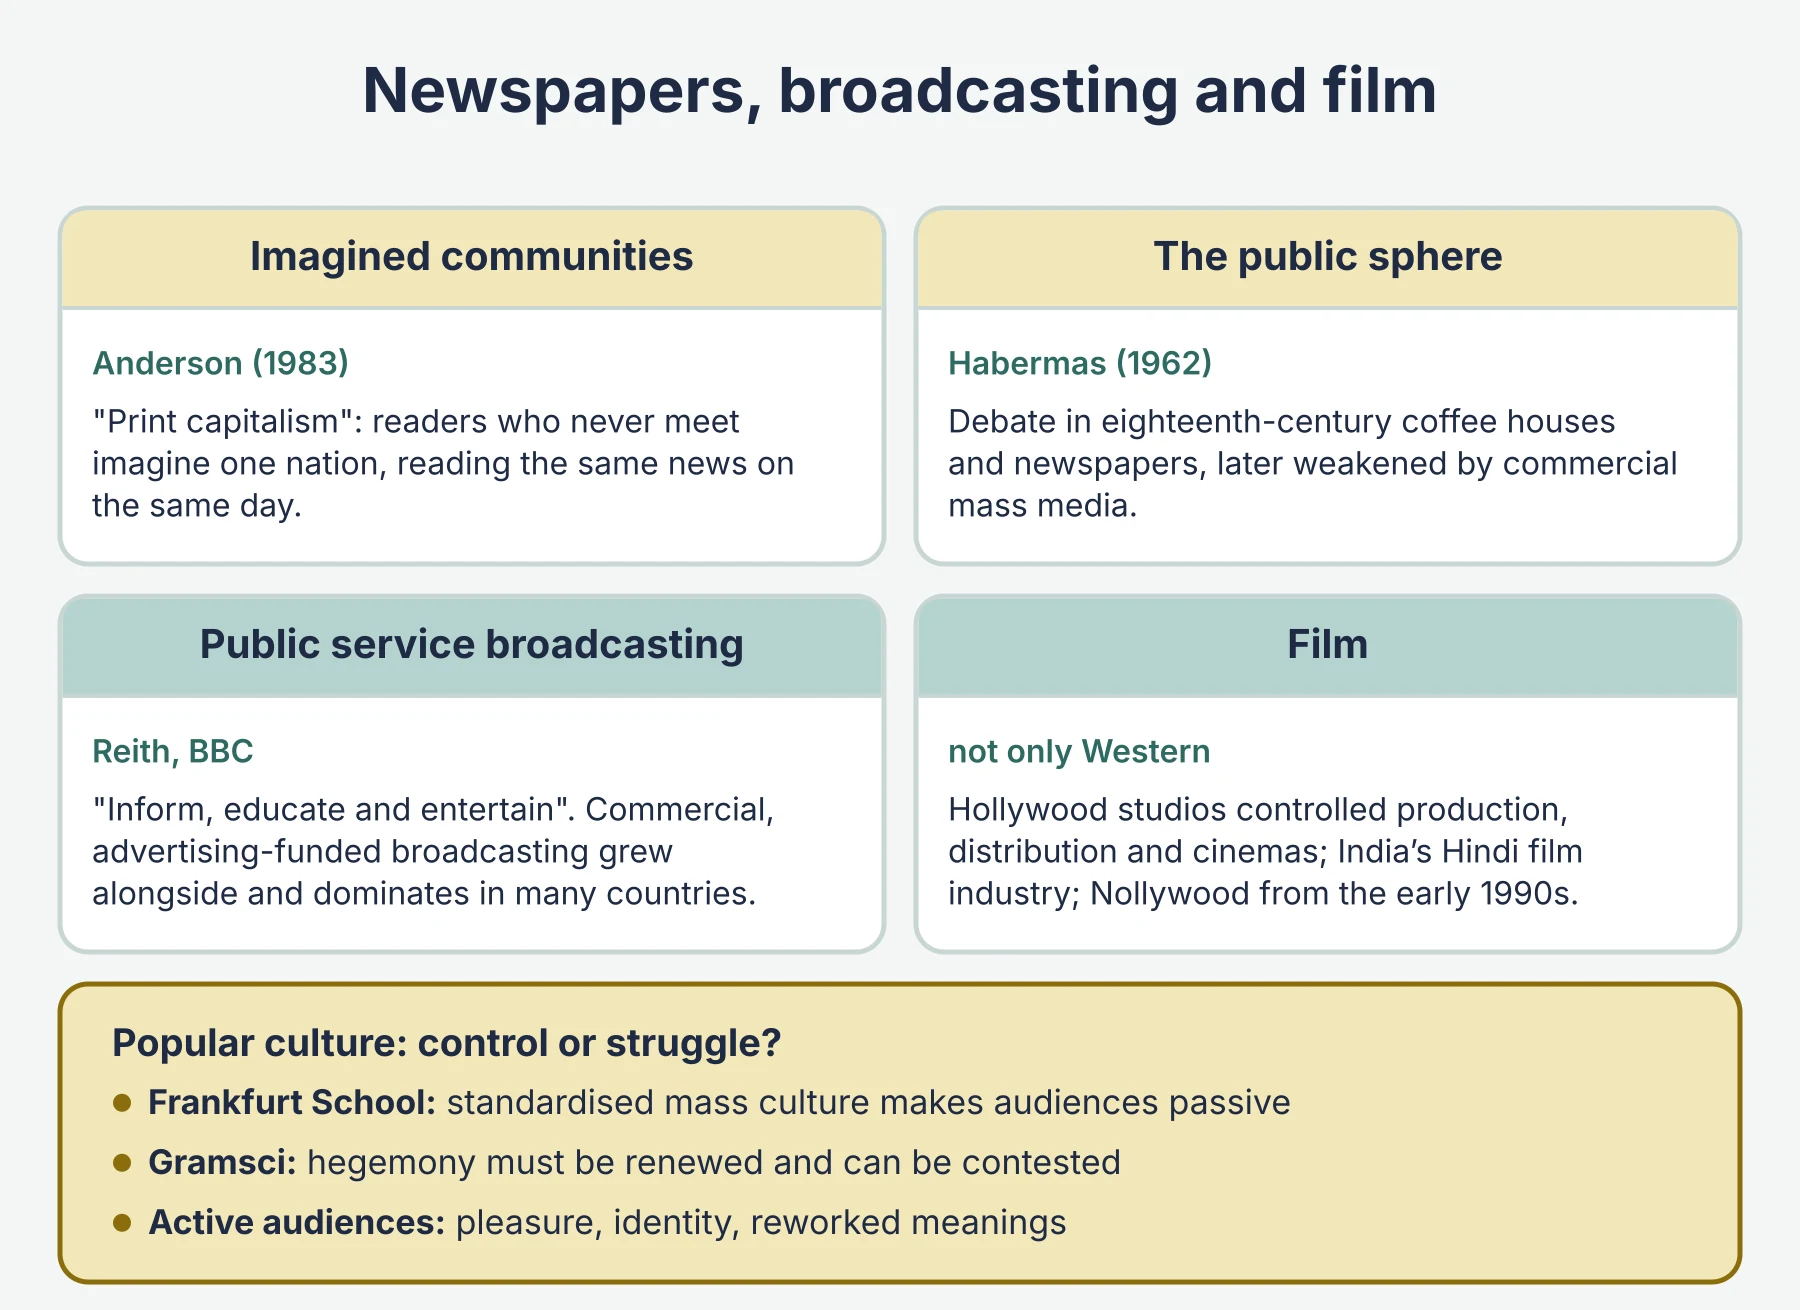 Newspapers, broadcasting and film
Imagined communities
Anderson (1983)
"Print capitalism": readers who never meet
imagine one nation, reading the same news on
the same day.
The public sphere
Habermas (1962)
Debate in eighteenth-century coffee houses
and newspapers, later weakened by commercial
mass media.
Public service broadcasting
Reith, BBC
"Inform, educate and entertain". Commercial,
advertising-funded broadcasting grew
alongside and dominates in many countries.
Film
not only Western
Hollywood studios controlled production,
distribution and cinemas; India’s Hindi film
industry; Nollywood from the early 1990s.
Popular culture: control or struggle?
● Frankfurt School: standardised mass culture makes audiences passive
● Gramsci: hegemony must be renewed and can be contested
● Active audiences: pleasure, identity, reworked meanings